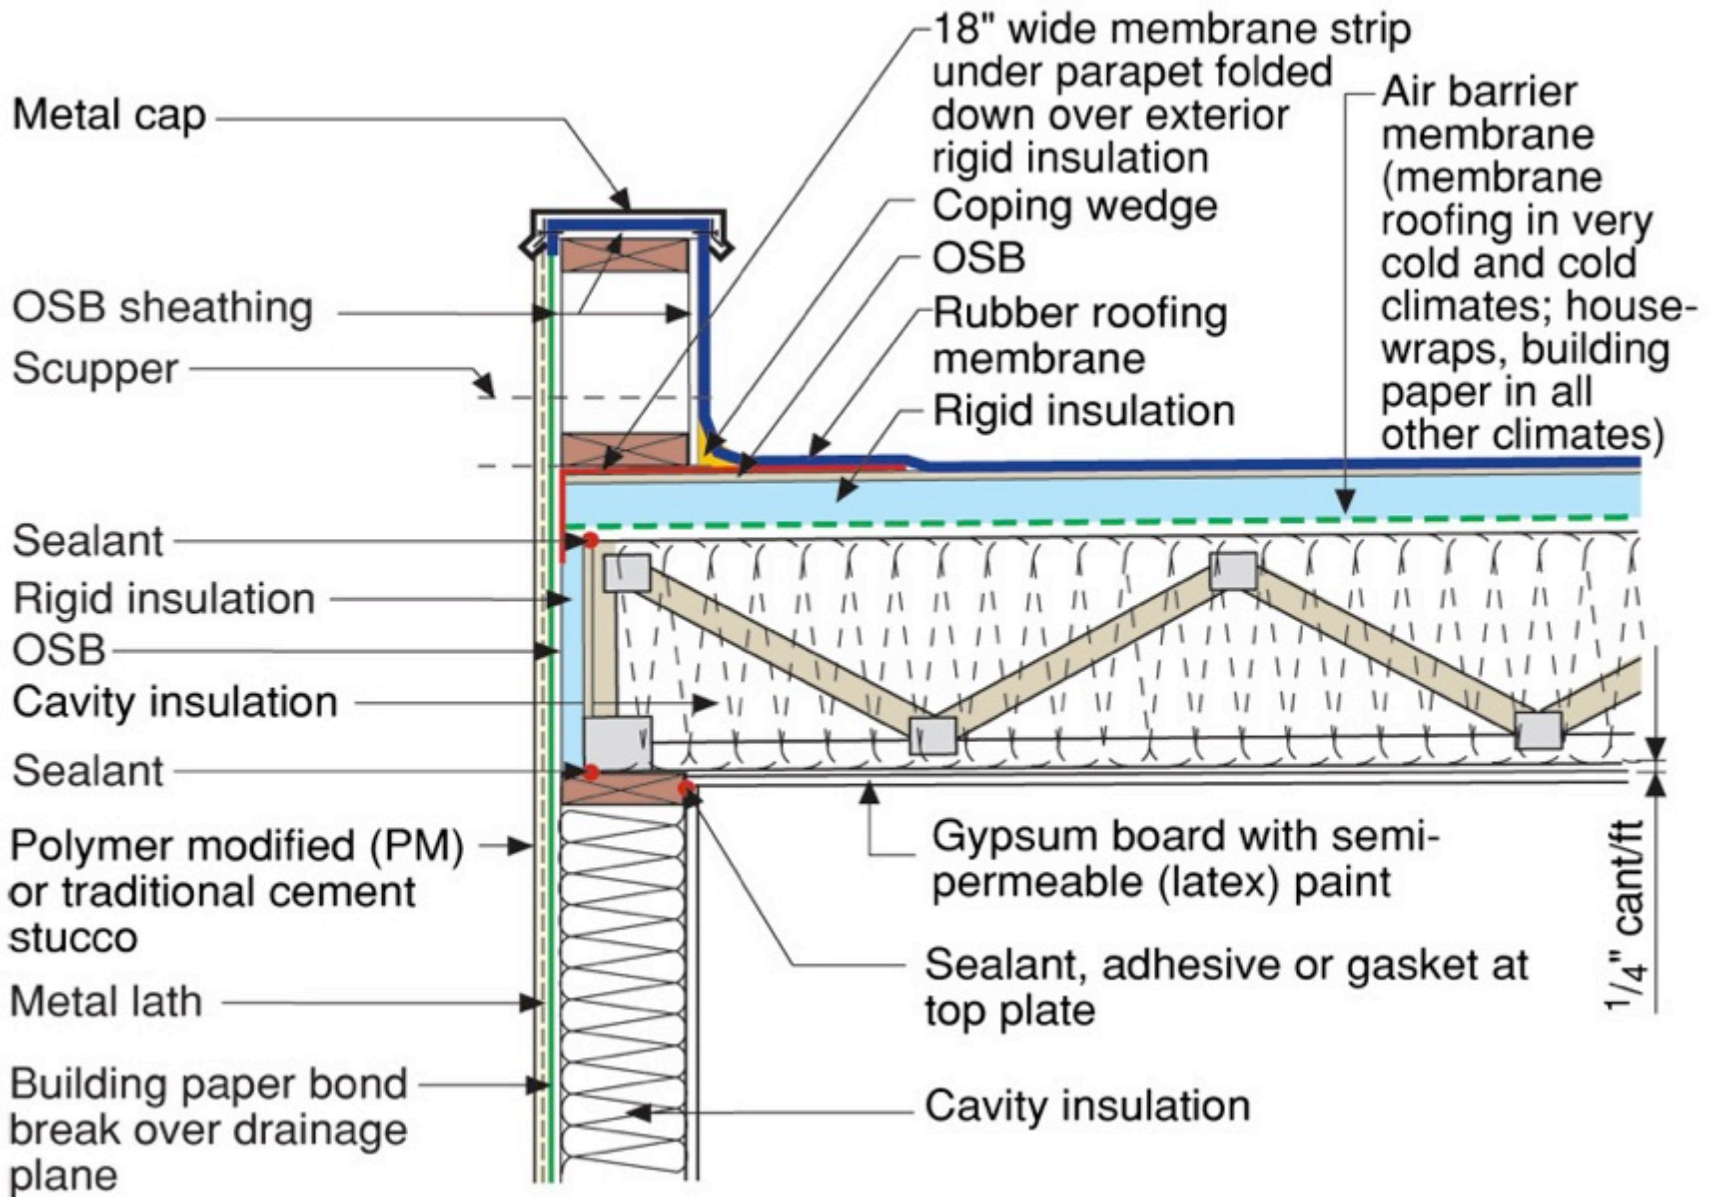 18" wide membrane strip
under parapet folded
down over exterior
rigid insulation
Metal cap
Air barrier
membrane
(membrane
roofing in very
cold and cold
climates; house-
wraps, building
paper in all
other climates)
Coping wedge
OSB
OSB sheathing
Rubber roofing
membrane
Scupper
Rigid insulation
Sealant
Rigid insulation
OSB
Cavity insulation
Sealant
Polymer modified (PM)
or traditional cement
stucco
Gypsum board with semi-
permeable (latex) paint
1/4" cant/ft
Sealant, adhesive or gasket at
top plate
Metal lath
Building paper bond
break over drainage
plane
Cavity insulation